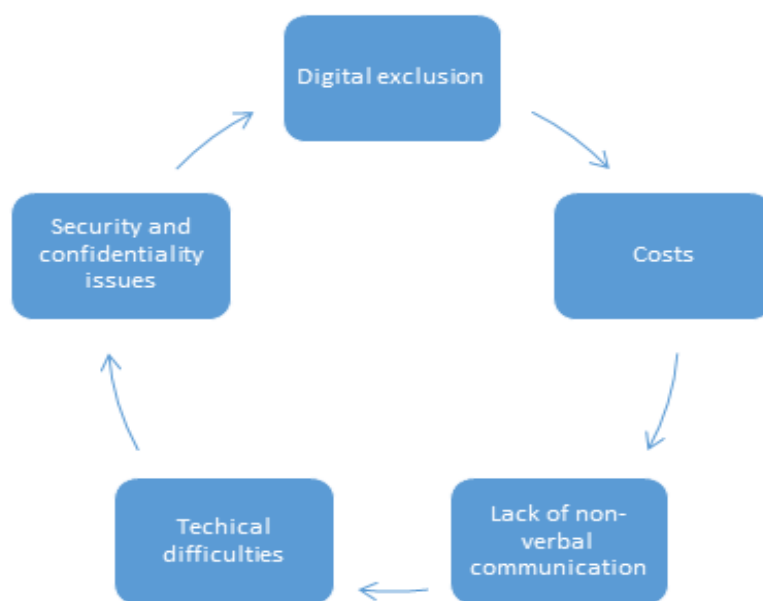 Digital exclusion
Costs
Lack of non-
verbal
communication
Techical
difficulties
Security and
confidentiality
issues